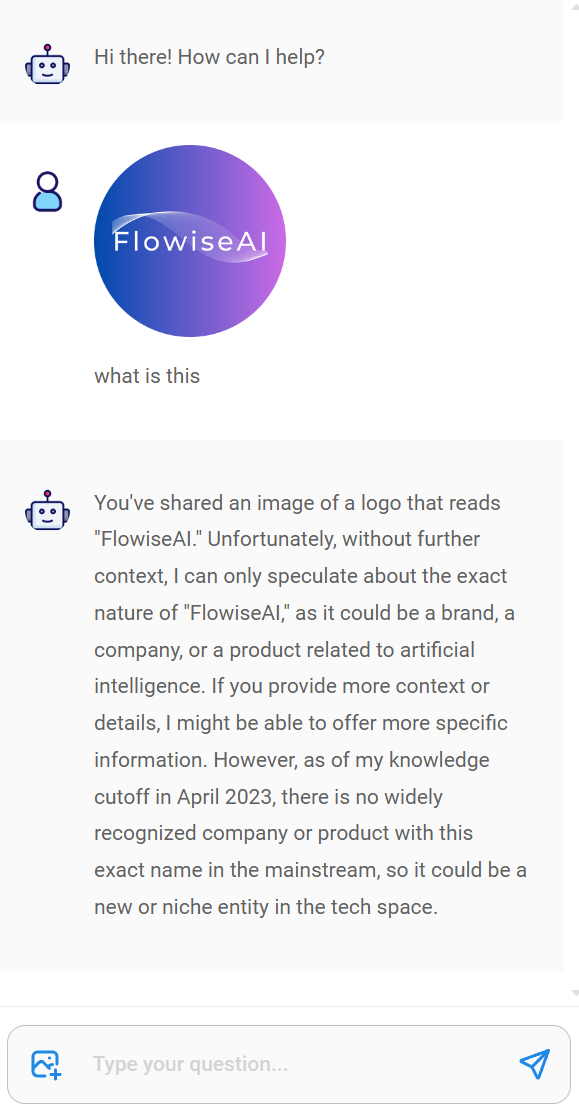 Hi there! How can I help?
FlowiseAI
what is this
You've shared an image of a logo that reads
"FlowiseAI." Unfortunately, without further
context, I can only speculate about the exact
nature of "FlowiseAI," as it could be a brand, a
company, or a product related to artificial
intelligence. If you provide more context or
details, I might be able to offer more specific
information. However, as of my knowledge
cutoff in April 2023, there is no widely
recognized company or product with this
exact name in the mainstream, so it could be a
new or niche entity in the tech space.
Type your question...